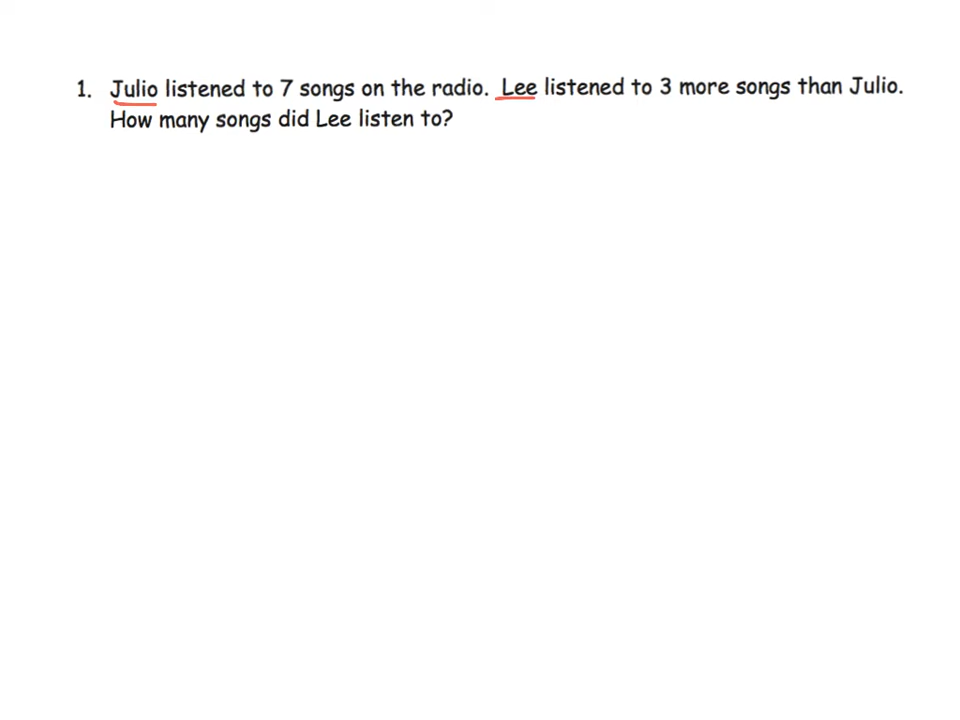 1. Julio listened to 7 songs on the radio. Lee listened to 3 more songs than Julio.
How many songs did Lee listen to?